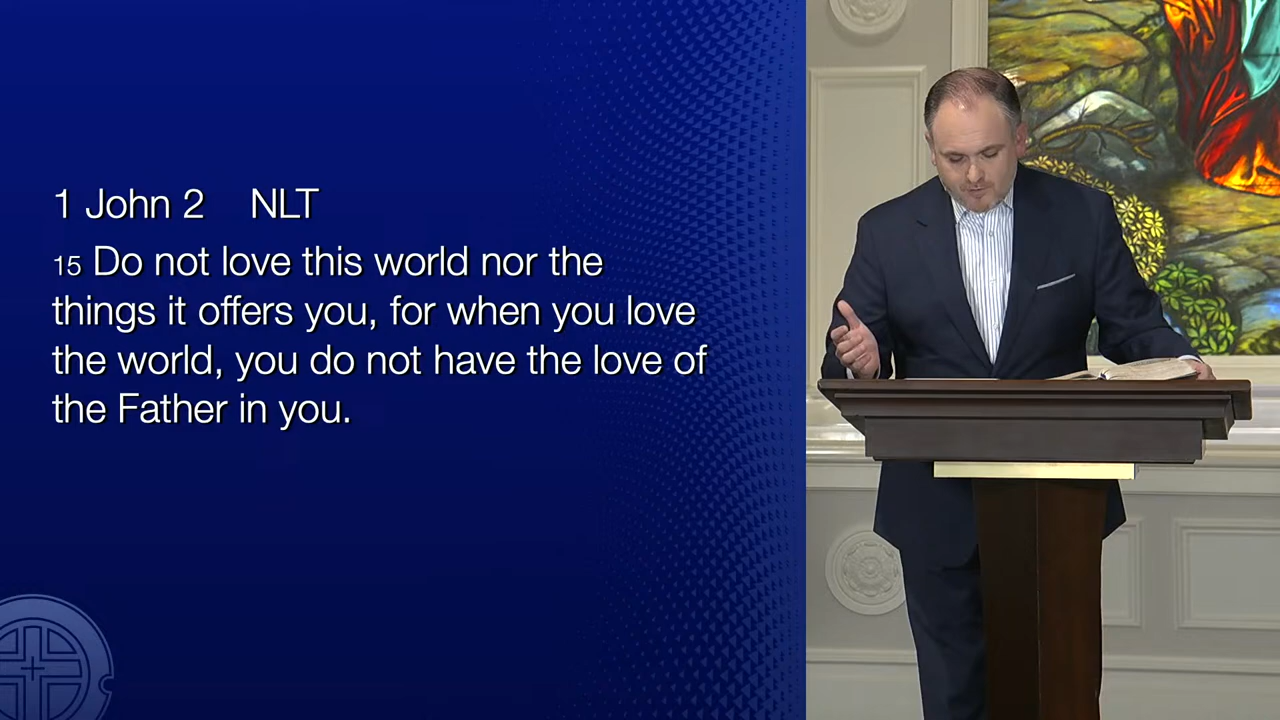 1 John 2 NLT
15 Do not love this world nor the
things it offers you, for when you love
the world, you do not have the love of
the Father in you.